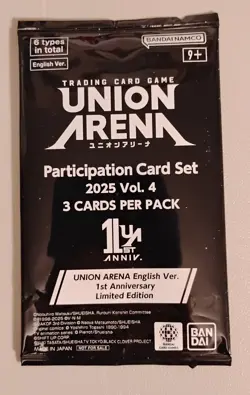 6 types
in total
English Ver.
BANDAI NAMCO
9+
TRADING CARD GAME
UNION
ARENA
ユニオンアリーナ
Participation Card Set
2025 Vol. 4
3 CARDS PER PACK
1st
ANNIV.
UNION ARENA English Ver.
1st Anniversary
Limited Edition
MADE IN JAPAN
NOT FOR SALE
BAN
DAI